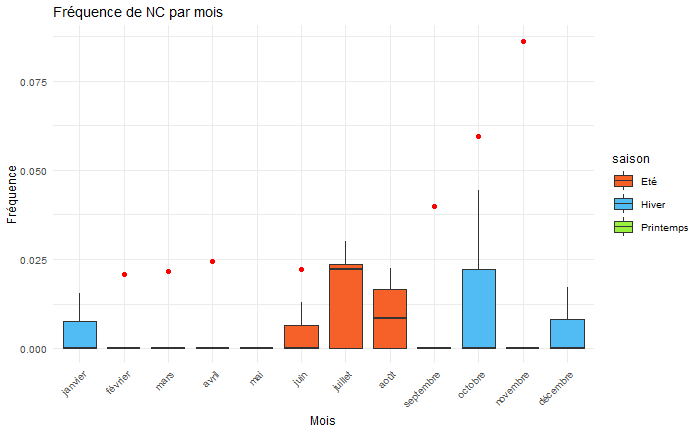 Fréquence de NC par mois
Fréquence
0.075
0.050
0.025
0.000
janvier
février
mars
avril
mai
juin
juillet
août
septembre
octobre
novembre
décembre
Mois
saison
Eté
Hiver
Printemps